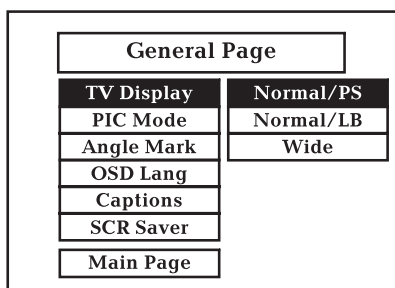 General Page
TV Display Normal/PS
PIC Mode Normal/LB
Angle Mark Wide
OSD Lang
Captions
SCR Saver
Main Page